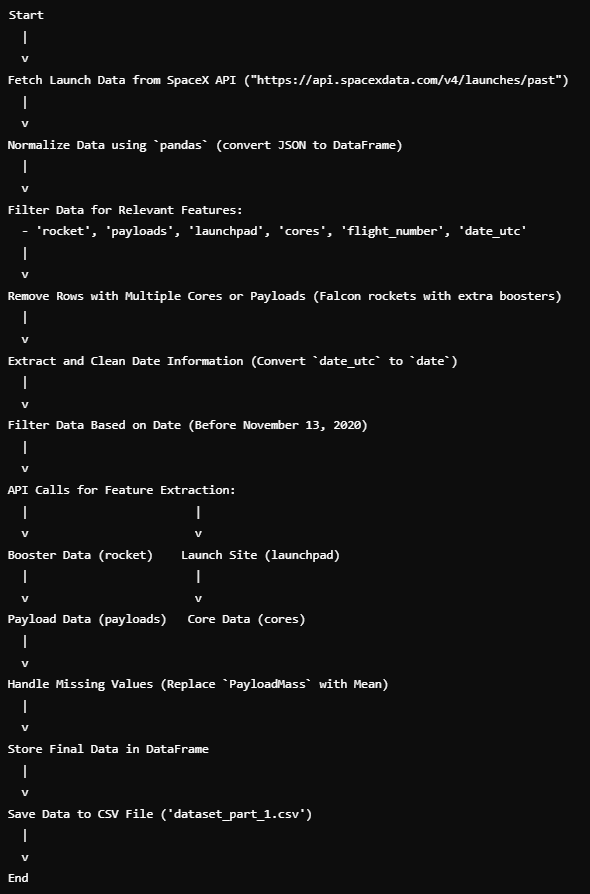 Start
|
v
Fetch Launch Data from SpaceX API ("https://api.spacexdata.com/v4/launches/past")
|
v
Normalize Data using `pandas` (convert JSON to DataFrame)
|
v
Filter Data for Relevant Features:
- 'rocket', 'payloads', 'launchpad', 'cores', 'flight_number', 'date_utc'
|
v
Remove Rows with Multiple Cores or Payloads (Falcon rockets with extra boosters)
|
v
Extract and Clean Date Information (Convert `date_utc` to `date`)
|
v
Filter Data Based on Date (Before November 13, 2020)
|
v
API Calls for Feature Extraction:
|                        |
v                        v
Booster Data (rocket)    Launch Site (launchpad)
|                        |
v                        v
Payload Data (payloads)   Core Data (cores)
|
v
Handle Missing Values (Replace `PayloadMass` with Mean)
|
v
Store Final Data in DataFrame
|
v
Save Data to CSV File ('dataset_part_1.csv')
|
v
End